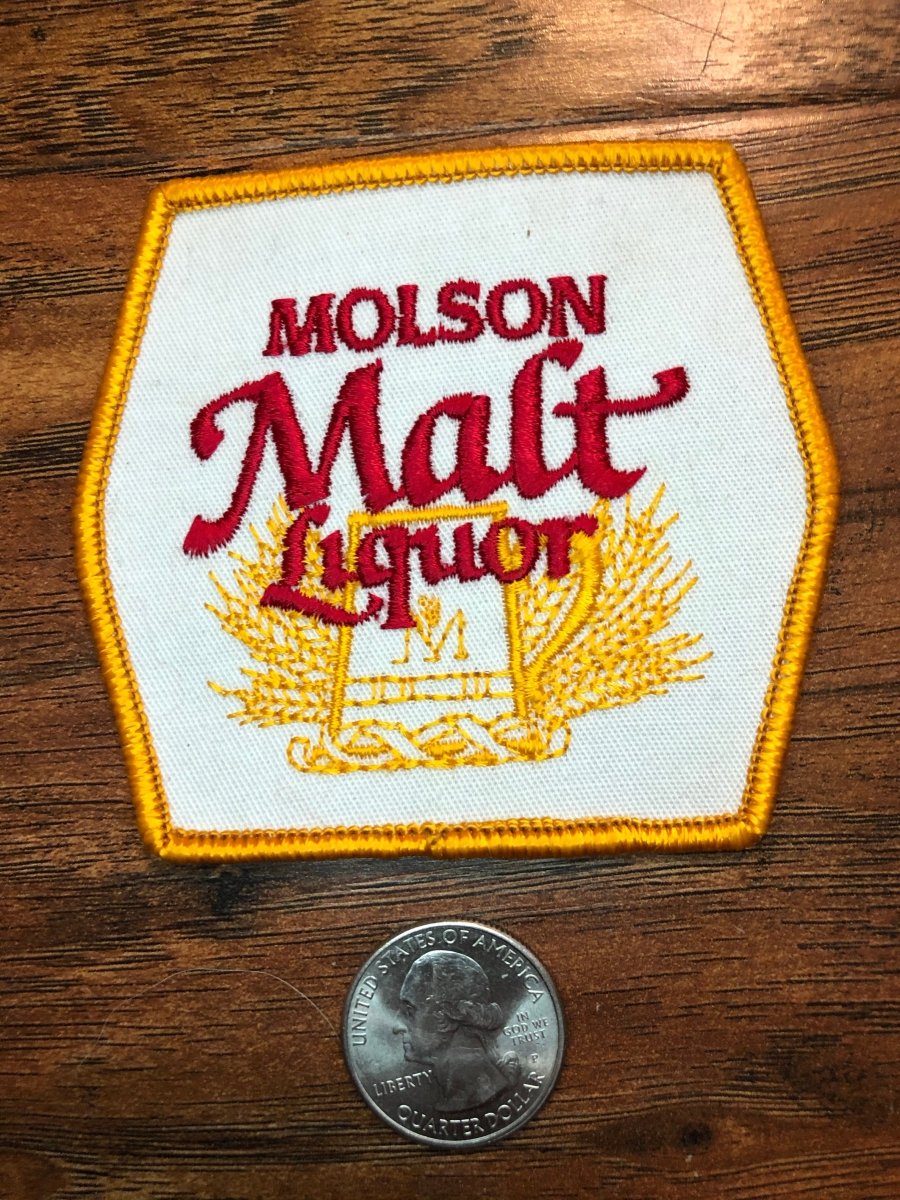 MOLSON
Malt
Liquor
M
UNITED STATES OF AMERICA
IN
GOD WE
TRUST
P
LIBERTY
QUARTER DOLLAR